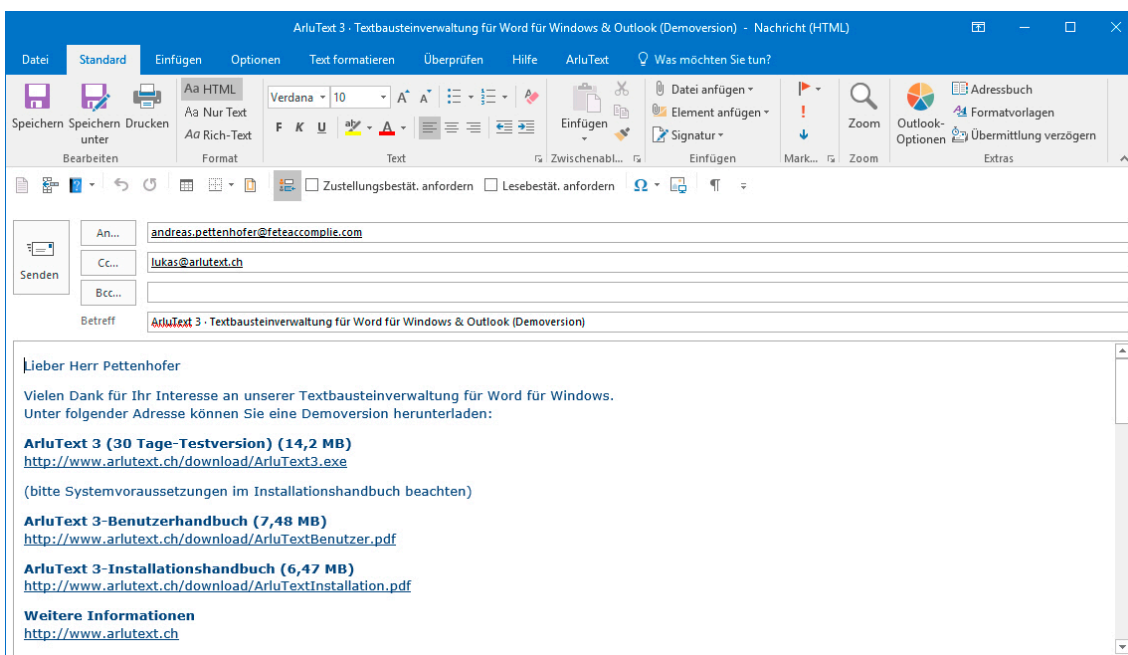 ArluText 3 · Textbausteinverwaltung für Word für Windows & Outlook (Demoversion) - Nachricht (HTML)
Datei Standard Einfügen Optionen Text formatieren Überprüfen Hilfe ArluText Was möchten Sie tun?
Speichern Speichern unter Drucken
Bearbeiten
Aa HTML
Aa Nur Text
Aa Rich-Text
Format
Verdana 10
F K U
Text
Einfügen
Zwischenabl...
Datei anfügen
Element anfügen
Signatur
Einfügen
Mark...
Zoom
Zoom
Outlook-Optionen
Adressbuch
Formatvorlagen
Übermittlung verzögern
Extras
Zustellungsbestät. anfordern Lesebestät. anfordern
Senden
An... andreas.pettenhofer@feteaccomplie.com
Cc... lukas@arlutext.ch
Bcc...
Betreff ArluText 3 · Textbausteinverwaltung für Word für Windows & Outlook (Demoversion)
Lieber Herr Pettenhofer
Vielen Dank für Ihr Interesse an unserer Textbausteinverwaltung für Word für Windows.
Unter folgender Adresse können Sie eine Demoversion herunterladen:
ArluText 3 (30 Tage-Testversion) (14,2 MB)
http://www.arlutext.ch/download/ArluText3.exe
(bitte Systemvoraussetzungen im Installationshandbuch beachten)
ArluText 3-Benutzerhandbuch (7,48 MB)
http://www.arlutext.ch/download/ArluTextBenutzer.pdf
ArluText 3-Installationshandbuch (6,47 MB)
http://www.arlutext.ch/download/ArluTextInstallation.pdf
Weitere Informationen
http://www.arlutext.ch